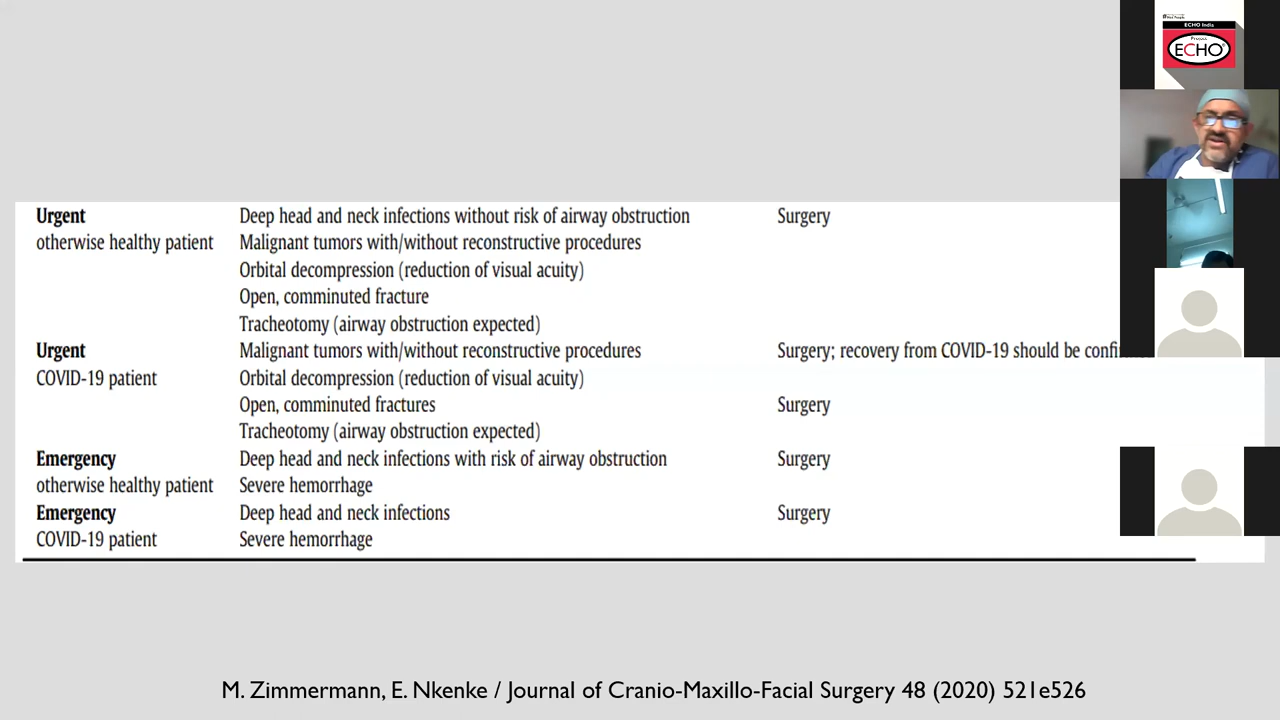 ECHO India
Project
ECHO
Urgent Deep head and neck infections without risk of airway obstruction Surgery
otherwise healthy patient Malignant tumors with/without reconstructive procedures
Orbital decompression (reduction of visual acuity)
Open, comminuted fracture
Tracheotomy (airway obstruction expected)
Urgent Malignant tumors with/without reconstructive procedures Surgery; recovery from COVID-19 should be
COVID-19 patient Orbital decompression (reduction of visual acuity)
Open, comminuted fractures Surgery
Tracheotomy (airway obstruction expected)
Emergency Deep head and neck infections with risk of airway obstruction Surgery
otherwise healthy patient Severe hemorrhage
Emergency Deep head and neck infections Surgery
COVID-19 patient Severe hemorrhage
M. Zimmermann, E. Nkenke / Journal of Cranio-Maxillo-Facial Surgery 48 (2020) 521e526